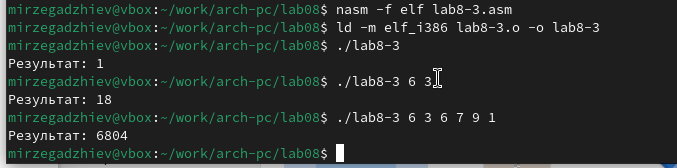 mirzegadzhiev@vbox:~/work/arch-pc/lab08$ nasm -f elf lab8-3.asm
mirzegadzhiev@vbox:~/work/arch-pc/lab08$ ld -m elf_i386 lab8-3.o -o lab8-3
mirzegadzhiev@vbox:~/work/arch-pc/lab08$ ./lab8-3
Результат: 1
mirzegadzhiev@vbox:~/work/arch-pc/lab08$ ./lab8-3 6 3
Результат: 18
mirzegadzhiev@vbox:~/work/arch-pc/lab08$ ./lab8-3 6 3 6 7 9 1
Результат: 6804
mirzegadzhiev@vbox:~/work/arch-pc/lab08$